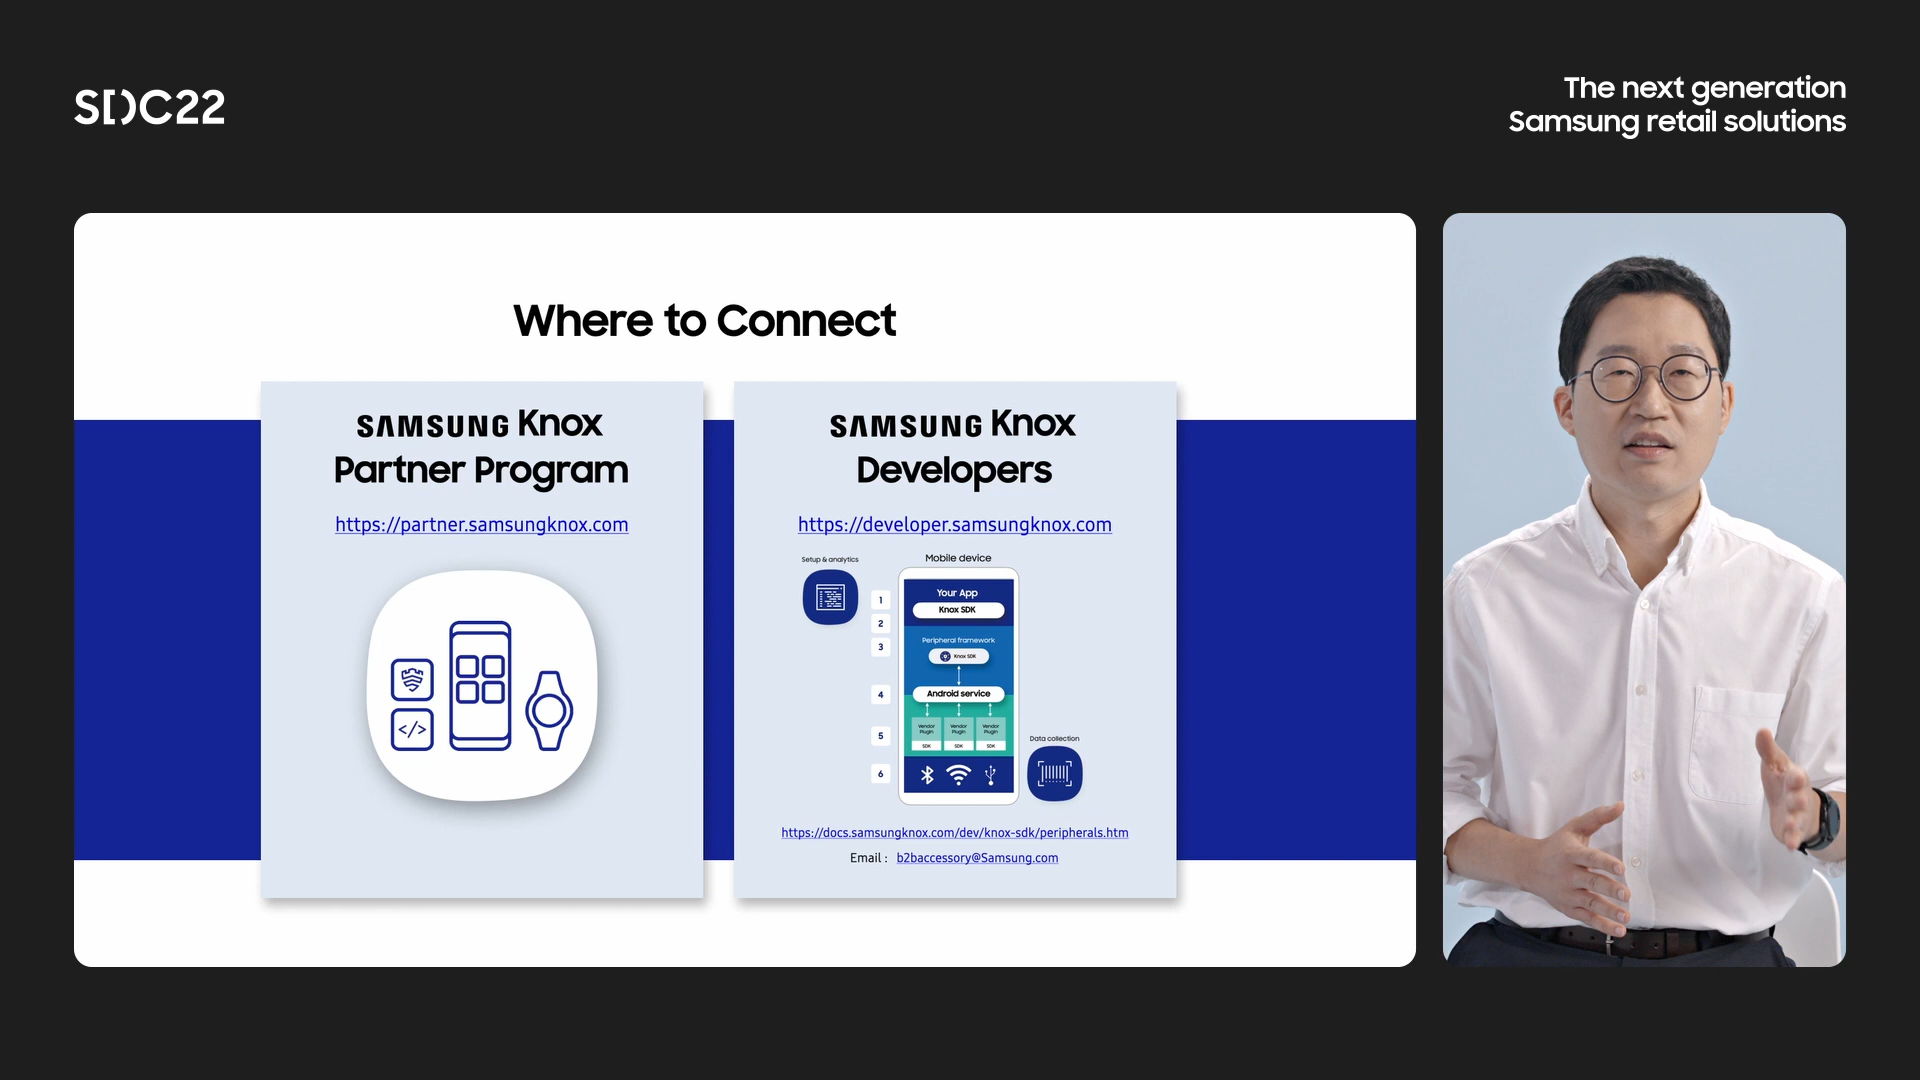 SDC22
The next generation
Samsung retail solutions
Where to Connect
SAMSUNG Knox
Partner Program
https://partner.samsungknox.com
</>
SAMSUNG Knox
Developers
https://developer.samsungknox.com
Setup & analytics
Mobile device
1
2
3
4
5
6
Your App
Knox SDK
Peripheral framework
Knox SDK
Android service
Vendor Plugin
Vendor Plugin
Vendor Plugin
SDK
SDK
SDK
Data collection
https://docs.samsungknox.com/dev/knox-sdk/peripherals.htm
Email : b2baccessory@Samsung.com